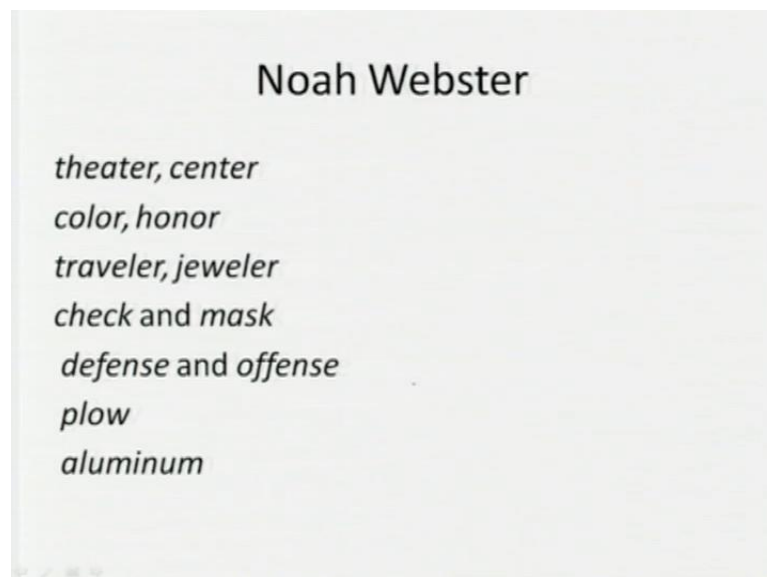 Noah Webster
theater, center
color, honor
traveler, jeweler
check and mask
defense and offense
plow
aluminum